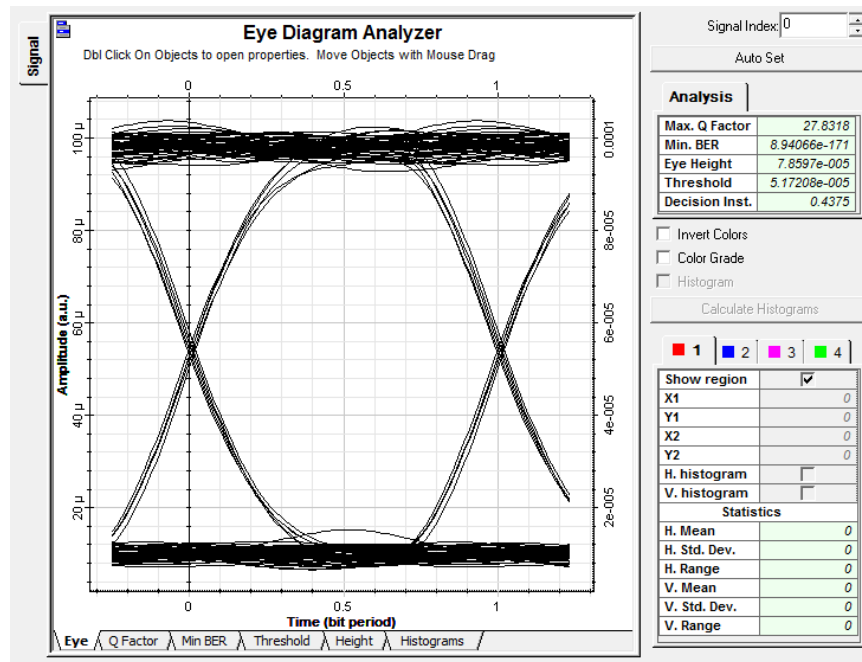 Signal
Eye Diagram Analyzer
Dbl Click On Objects to open properties. Move Objects with Mouse Drag
0 0.5 1
100 µ
80 µ
60 µ
40 µ
20 µ
Amplitude (a.u.)
0.0001
8e-005
6e-005
4e-005
2e-005
0 0.5 1
Time (bit period)
Eye Q Factor Min BER Threshold Height Histograms
Signal Index: 0
Auto Set
Analysis
Max. Q Factor 27.8318
Min. BER 8.94066e-171
Eye Height 7.8597e-005
Threshold 5.17208e-005
Decision Inst. 0.4375
Invert Colors
Color Grade
Histogram
Calculate Histograms
1 2 3 4
Show region
X1 0
Y1 0
X2 0
Y2 0
H. histogram
V. histogram
Statistics
H. Mean 0
H. Std. Dev. 0
H. Range 0
V. Mean 0
V. Std. Dev. 0
V. Range 0